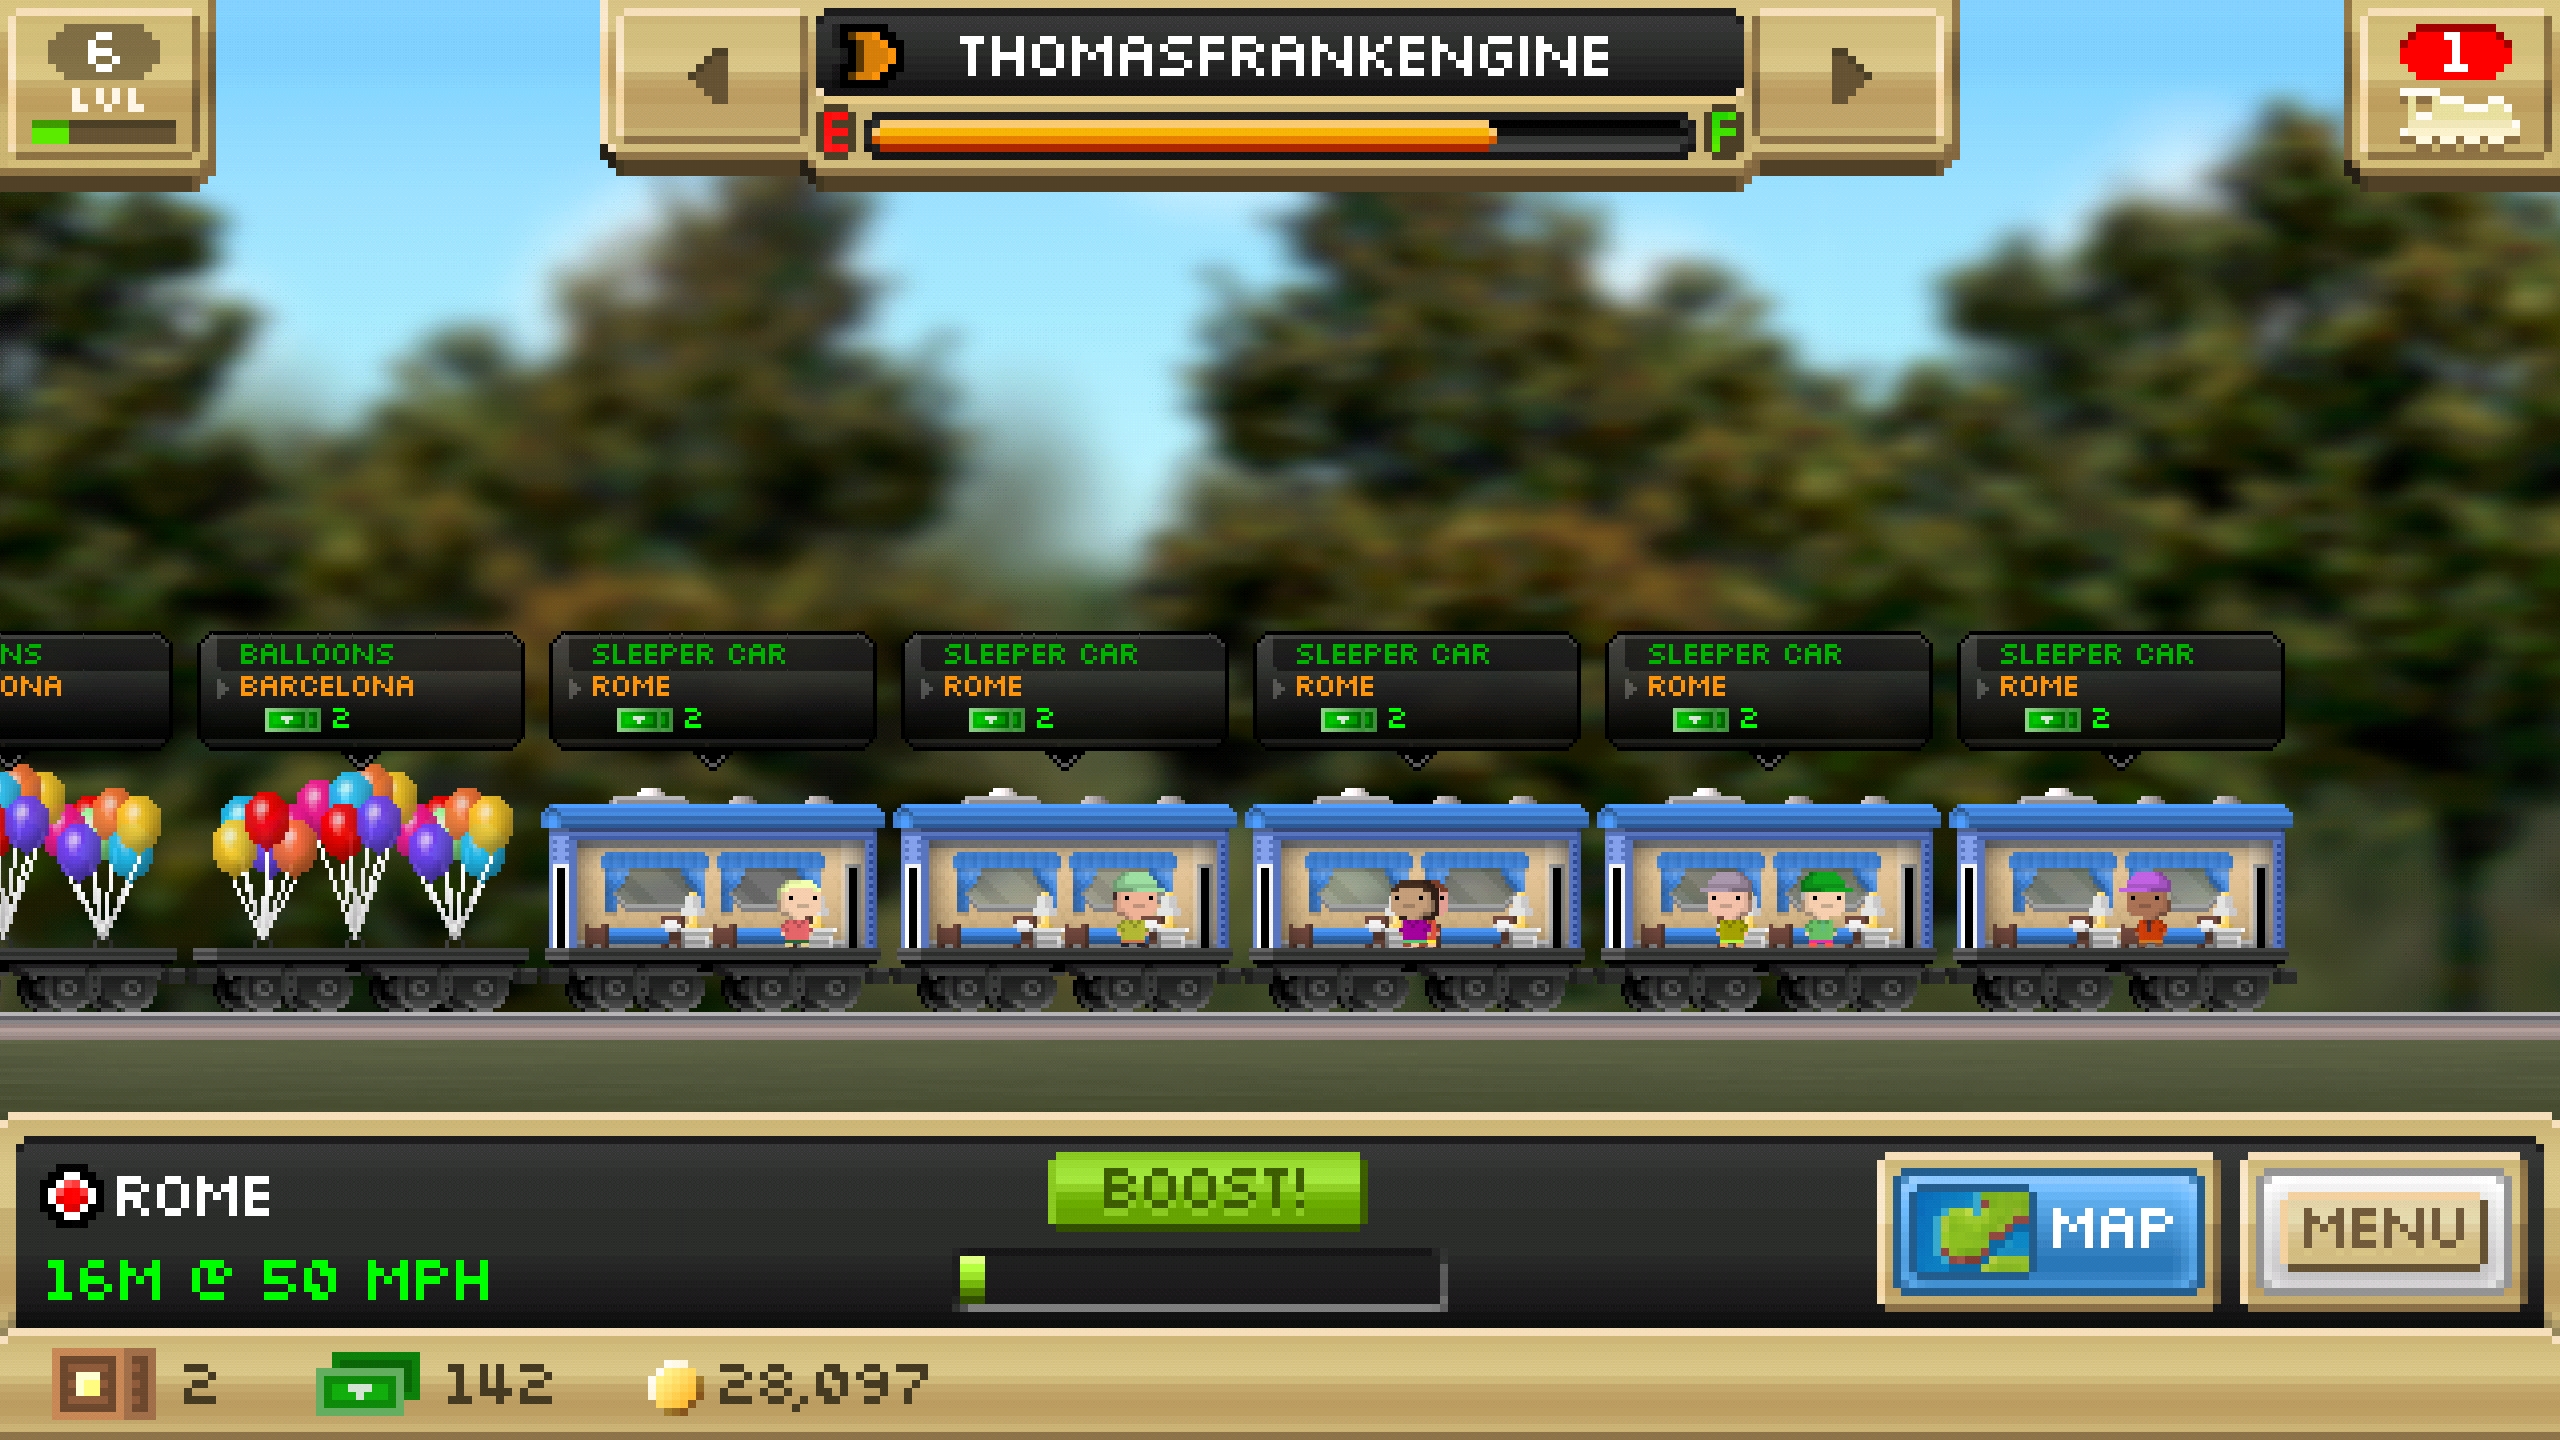 6
LVL
THOMASFRANKENGINE
E F
1
NS
ONA
BALLOONS
BARCELONA
2
SLEEPER CAR
ROME
2
SLEEPER CAR
ROME
2
SLEEPER CAR
ROME
2
SLEEPER CAR
ROME
2
SLEEPER CAR
ROME
2
ROME
16M @ 50 MPH
BOOST!
MAP
MENU
2 142 28,097